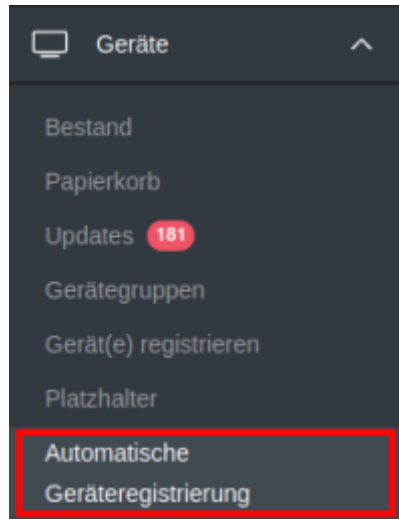 Geräte
Bestand
Papierkorb
Updates 181
Gerätegruppen
Gerät(e) registrieren
Platzhalter
Automatische
Geräteregistrierung